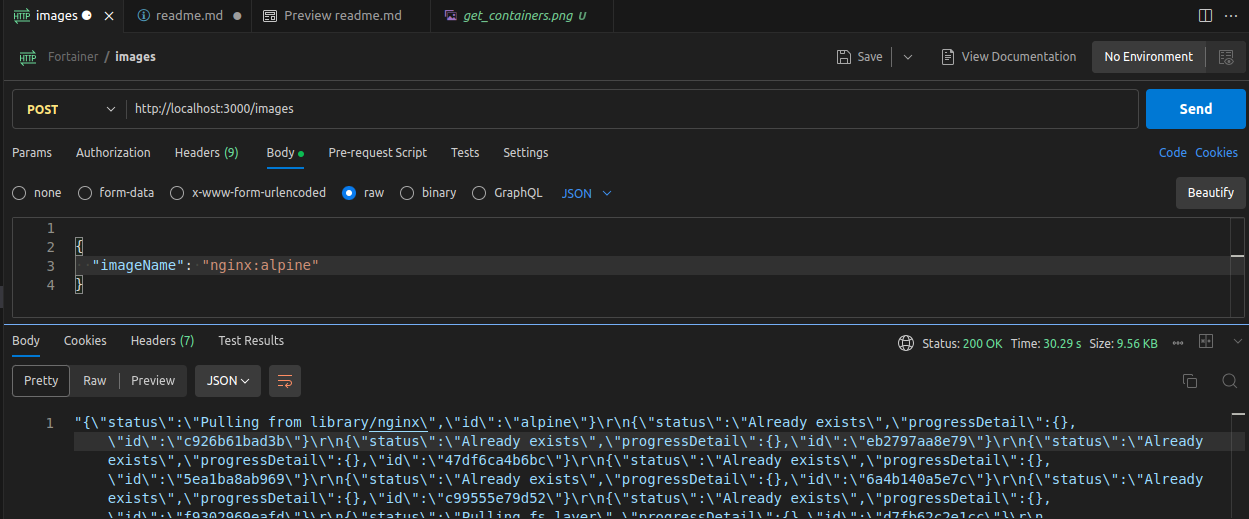 HTTP images
readme.md
Preview readme.md
get_containers.png U
HTTP Fortainer / images
Save
View Documentation
No Environment
POST
http://localhost:3000/images
Send
Params Authorization Headers (9) Body Pre-request Script Tests Settings
Code Cookies
none form-data x-www-form-urlencoded raw binary GraphQL JSON
Beautify
1
2 {
3 "imageName": "nginx:alpine"
4 }
Body Cookies Headers (7) Test Results
Status: 200 OK Time: 30.29 s Size: 9.56 KB
Pretty Raw Preview JSON
1 "{\"status\":\"Pulling from library/nginx\",\"id\":\"alpine\"}\r\n{\"status\":\"Already exists\",\"progressDetail\":{},
\"id\":\"c926b61bad3b\"}\r\n{\"status\":\"Already exists\",\"progressDetail\":{},\"id\":\"eb2797aa8e79\"}\r\n{\"status\":\"Already
exists\",\"progressDetail\":{},\"id\":\"47df6ca4b6bc\"}\r\n{\"status\":\"Already exists\",\"progressDetail\":{},
\"id\":\"5ea1ba8ab969\"}\r\n{\"status\":\"Already exists\",\"progressDetail\":{},\"id\":\"6a4b140a5e7c\"}\r\n{\"status\":\"Already
exists\",\"progressDetail\":{},\"id\":\"c99555e79d52\"}\r\n{\"status\":\"Already exists\",\"progressDetail\":{},
\"id\":\"f9302969eafd\"}\r\n{\"status\":\"Pulling fs layer\",\"progressDetail\":{},\"id\":\"d7fb62c2e1cc\"}\r\n